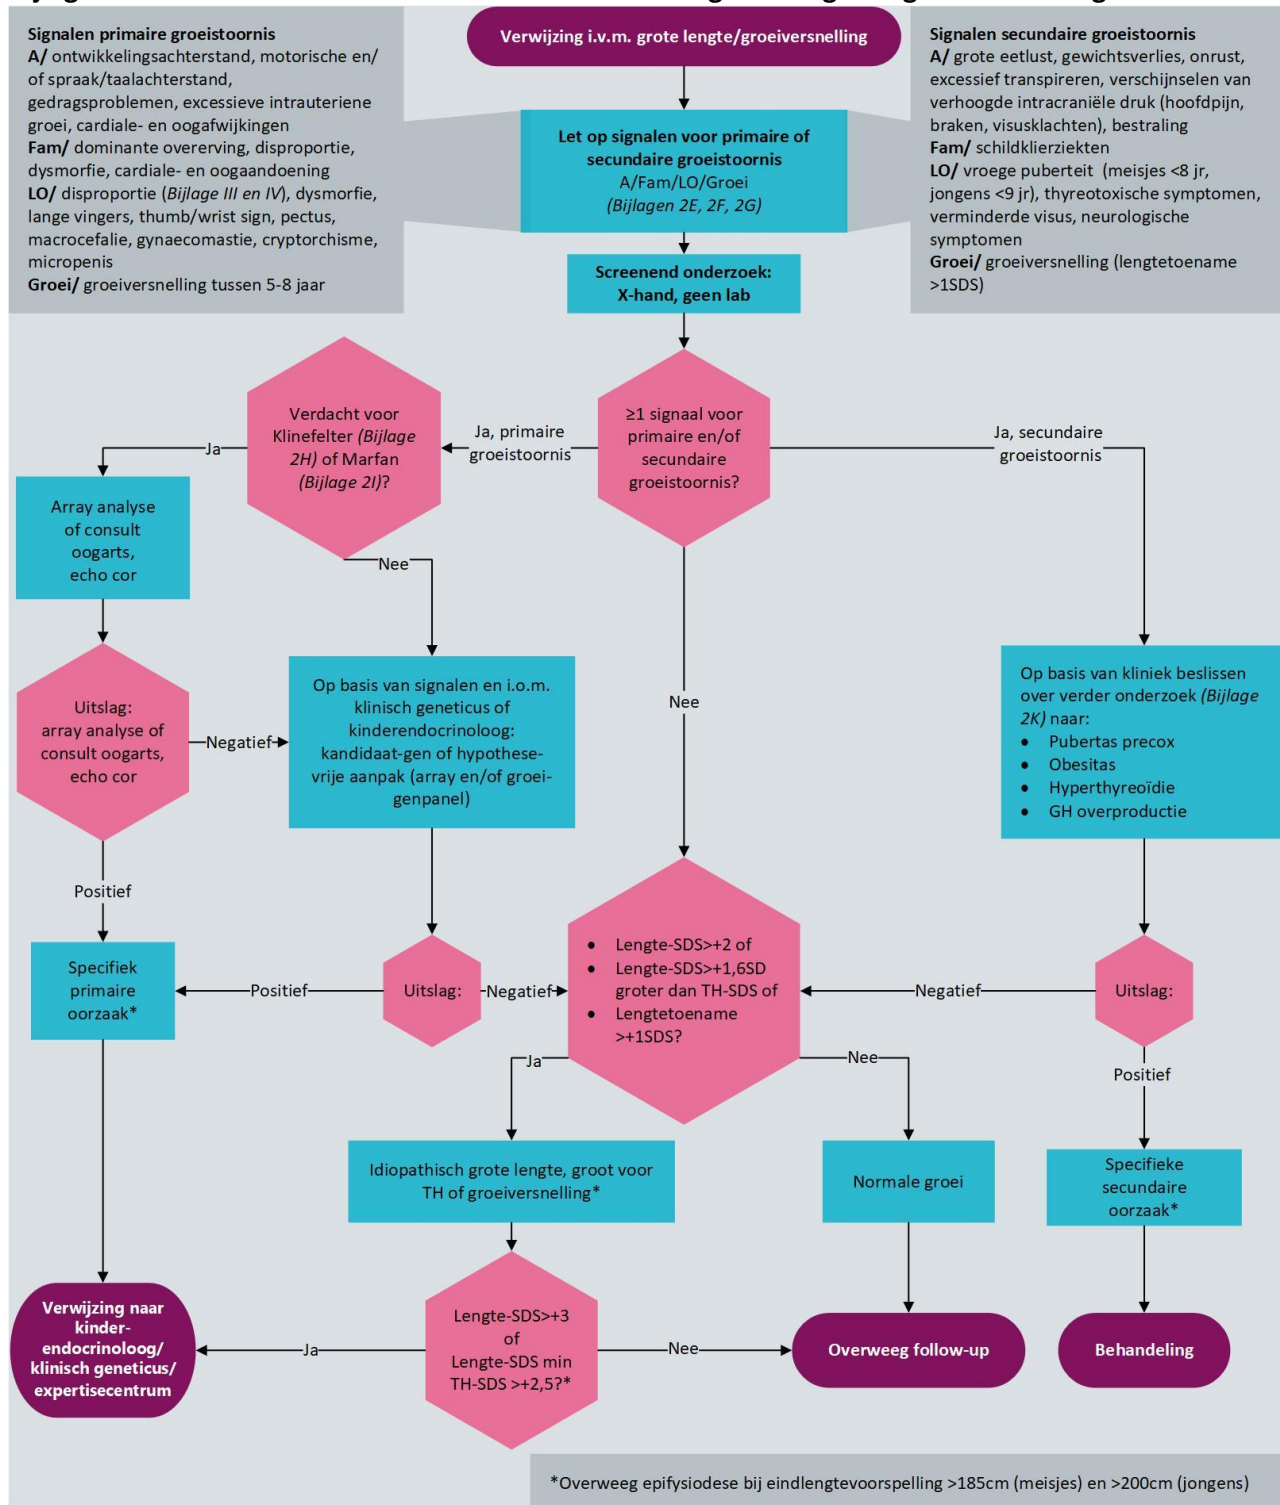 Signalen primaire groeistoornis
A/ ontwikkelingsachterstand, motorische en/
of spraak/taalachterstand,
gedragsproblemen, excessieve intrauteriene
groei, cardiale- en oogafwijkingen
Fam/ dominante overerving, disproportie,
dysmorfie, cardiale- en oogaandoening
LO/ disproportie (Bijlage III en IV), dysmorfie,
lange vingers, thumb/wrist sign, pectus,
macrocefalie, gynaecomastie, cryptorchisme,
micropenis
Groei/ groeiversnelling tussen 5-8 jaar
Verwijzing i.v.m. grote lengte/groeiversnelling
Let op signalen voor primaire of
secundaire groeistoornis
A/Fam/LO/Groei
(Bijlagen 2E, 2F, 2G)
Signalen secundaire groeistoornis
A/ grote eetlust, gewichtsverlies, onrust,
excessief transpireren, verschijnselen van
verhoogde intracraniële druk (hoofdpijn,
braken, visusklachten), bestraling
Fam/ schildklierziekten
LO/ vroege puberteit (meisjes <8 jr,
jongens <9 jr), thyreotoxische symptomen,
verminderde visus, neurologische
symptomen
Groei/ groeiversnelling (lengtetoename
>1SDS)
Screenend onderzoek:
X-hand, geen lab
≥1 signaal voor
primaire en/of
secundaire
groeistoornis?
Ja, primaire
groeistoornis
Ja, secundaire
groeistoornis
Verdacht voor
Klinefelter (Bijlage
2H) of Marfan
(Bijlage 2I)?
Ja
Nee
Array analyse
of consult
oogarts,
echo cor
Uitslag:
array analyse of
consult oogarts,
echo cor
Negatief
Positief
Op basis van signalen en i.o.m.
klinisch geneticus of
kinderendocrinoloog:
kandidaat-gen of hypothese-
vrije aanpak (array en/of groei-
genpanel)
Nee
Op basis van kliniek beslissen
over verder onderzoek (Bijlage
2K) naar:
• Pubertas precox
• Obesitas
• Hyperthyreoïdie
• GH overproductie
Specifiek
primaire
oorzaak*
Positief
Uitslag:
Negatief
• Lengte-SDS>+2 of
• Lengte-SDS>+1,6SD
groter dan TH-SDS of
• Lengtetoename
>+1SDS?
Negatief
Uitslag:
Positief
Ja
Nee
Idiopathisch grote lengte, groot voor
TH of groeiversnelling*
Normale groei
Specifieke
secundaire
oorzaak*
Verwijzing naar
kinder-
endocrinoloog/
klinisch geneticus/
expertisecentrum
Ja
Lengte-SDS>+3
of
Lengte-SDS min
TH-SDS >+2,5?*
Nee
Overweeg follow-up
Behandeling
*Overweeg epifysiodese bij eindlengtevoorspelling >185cm (meisjes) en >200cm (jongens)